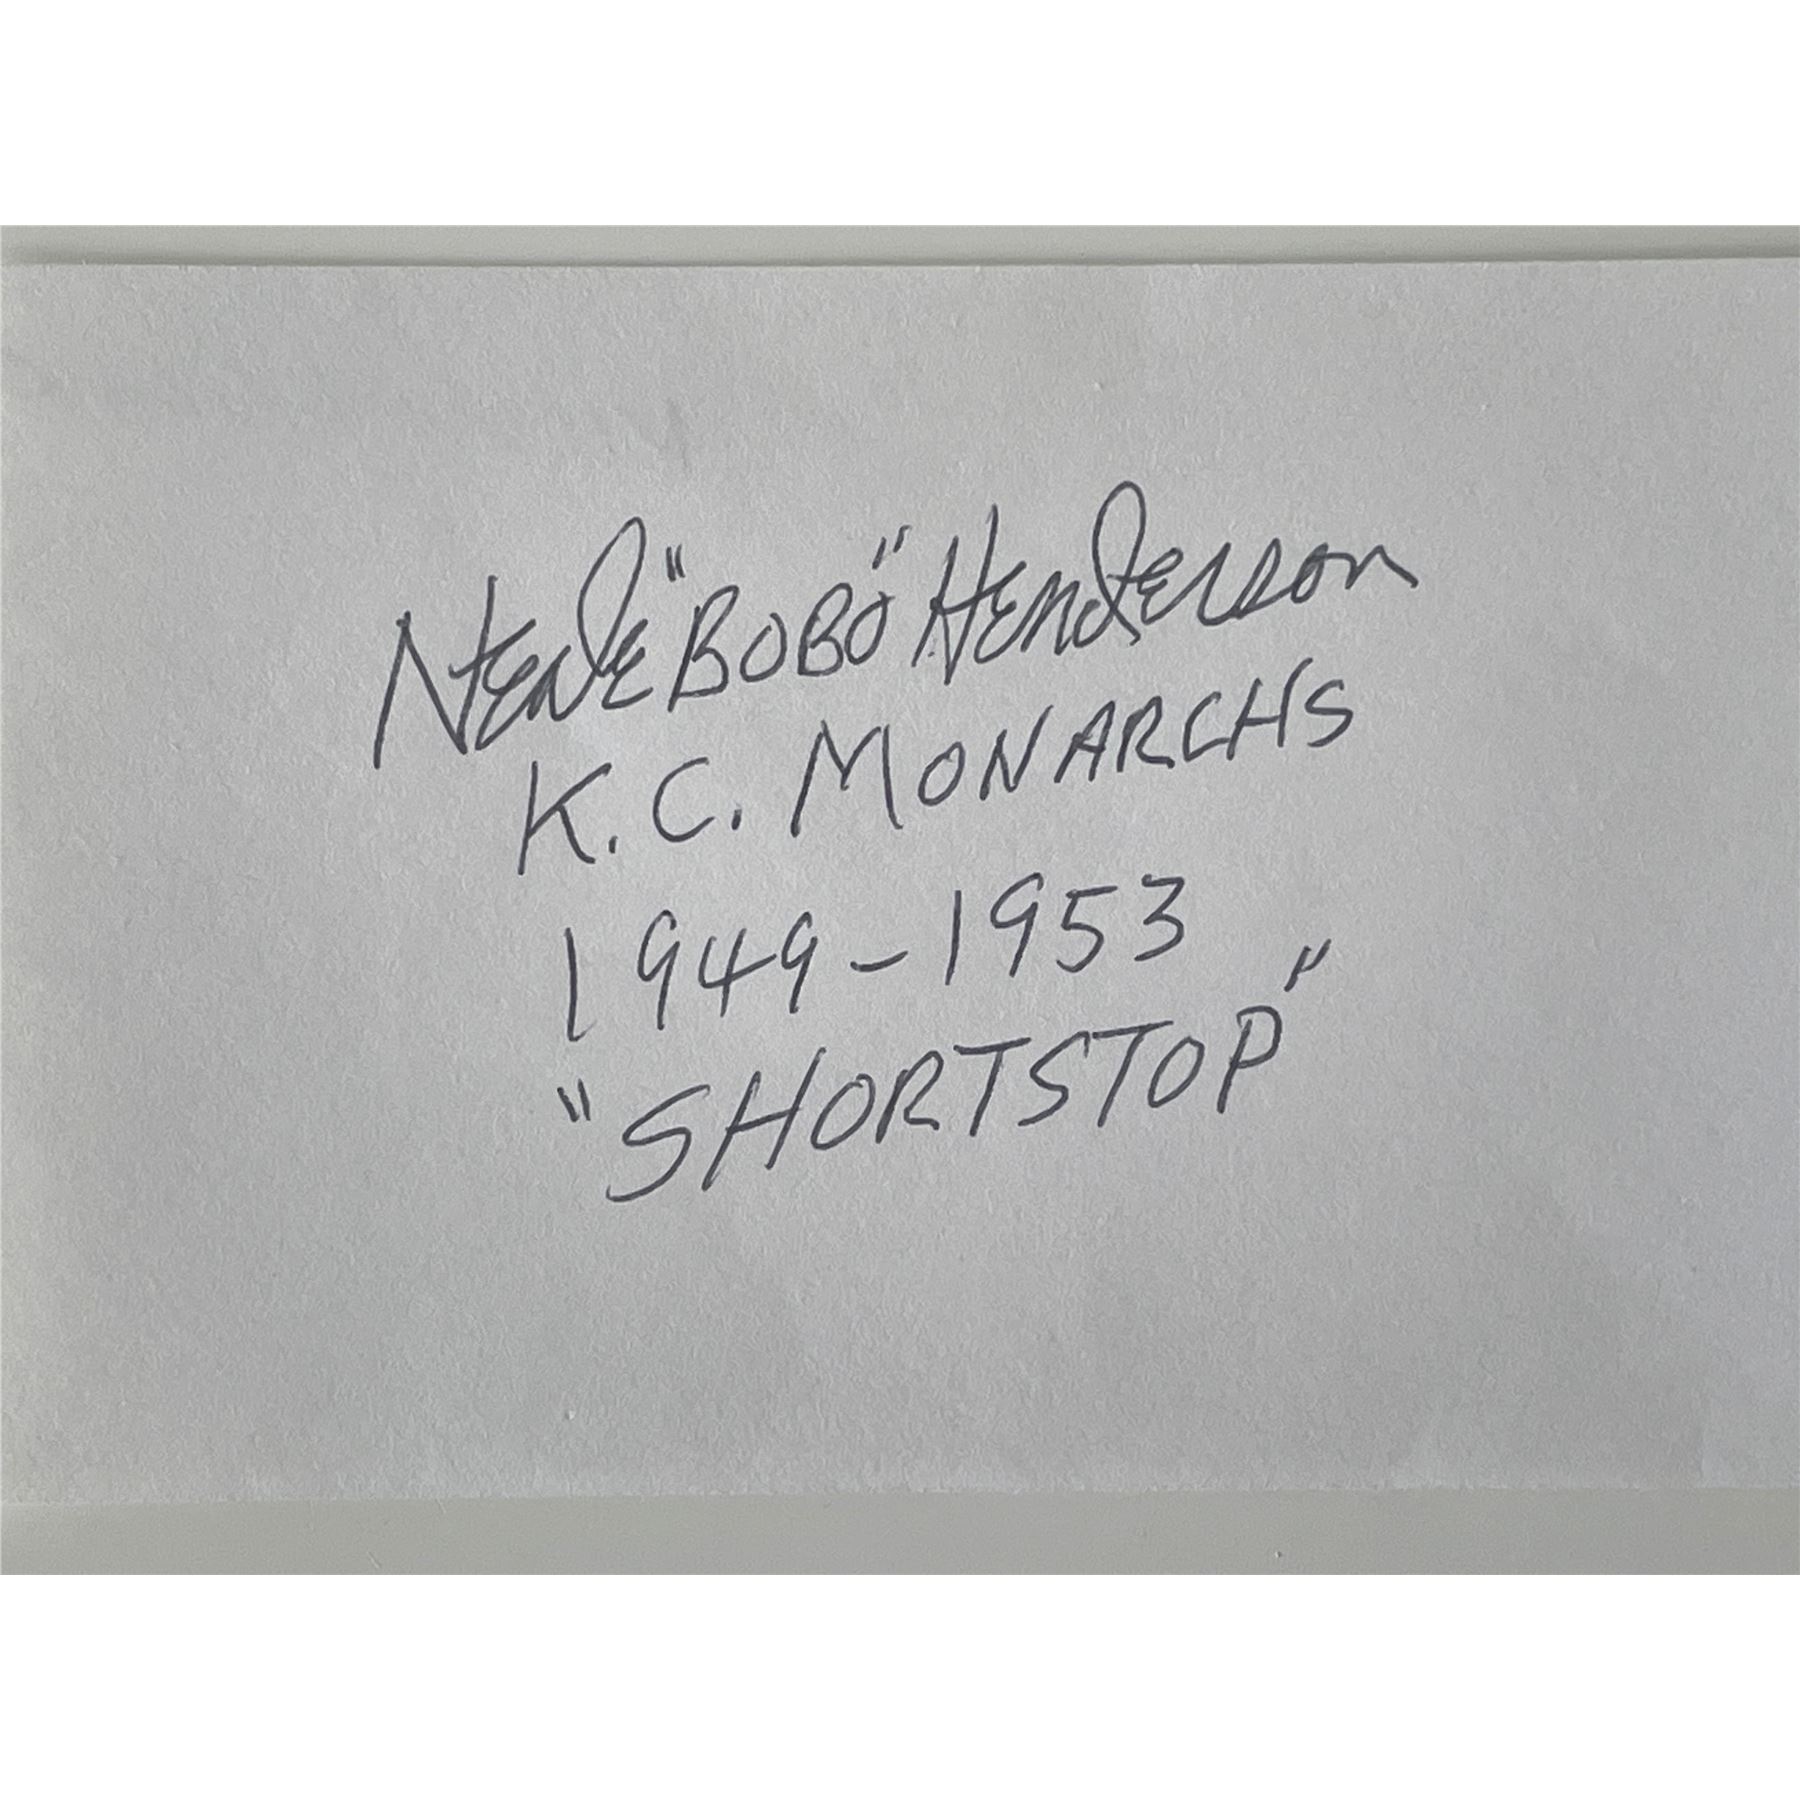 Neale "BOBO" Henderson
K.C. MONARCHS
1949-1953
"SHORTSTOP"